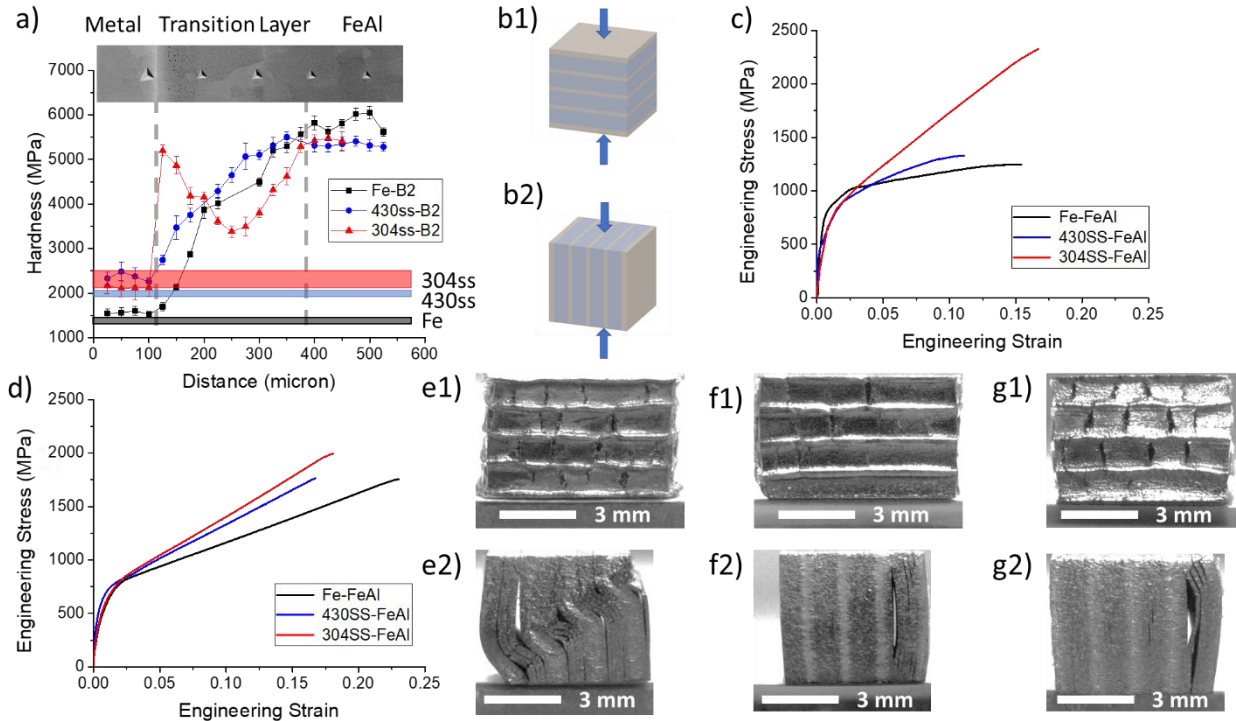 a)
Metal Transition Layer FeAl
7000
6000
5000
4000
3000
2000
1000
Hardness (MPa)
Fe-B2
430ss-B2
304ss-B2
304ss
430ss
Fe
0 100 200 300 400 500 600
Distance (micron)
b1)
b2)
c)
2500
2000
1500
1000
500
0
Engineering Stress (MPa)
Fe-FeAl
430SS-FeAl
304SS-FeAl
0.00 0.05 0.10 0.15 0.20 0.25
Engineering Strain
d)
2500
2000
1500
1000
500
0
Engineering Stress (MPa)
Fe-FeAl
430SS-FeAl
304SS-FeAl
0.00 0.05 0.10 0.15 0.20 0.25
Engineering Strain
e1)
3 mm
f1)
3 mm
g1)
3 mm
e2)
3 mm
f2)
3 mm
g2)
3 mm